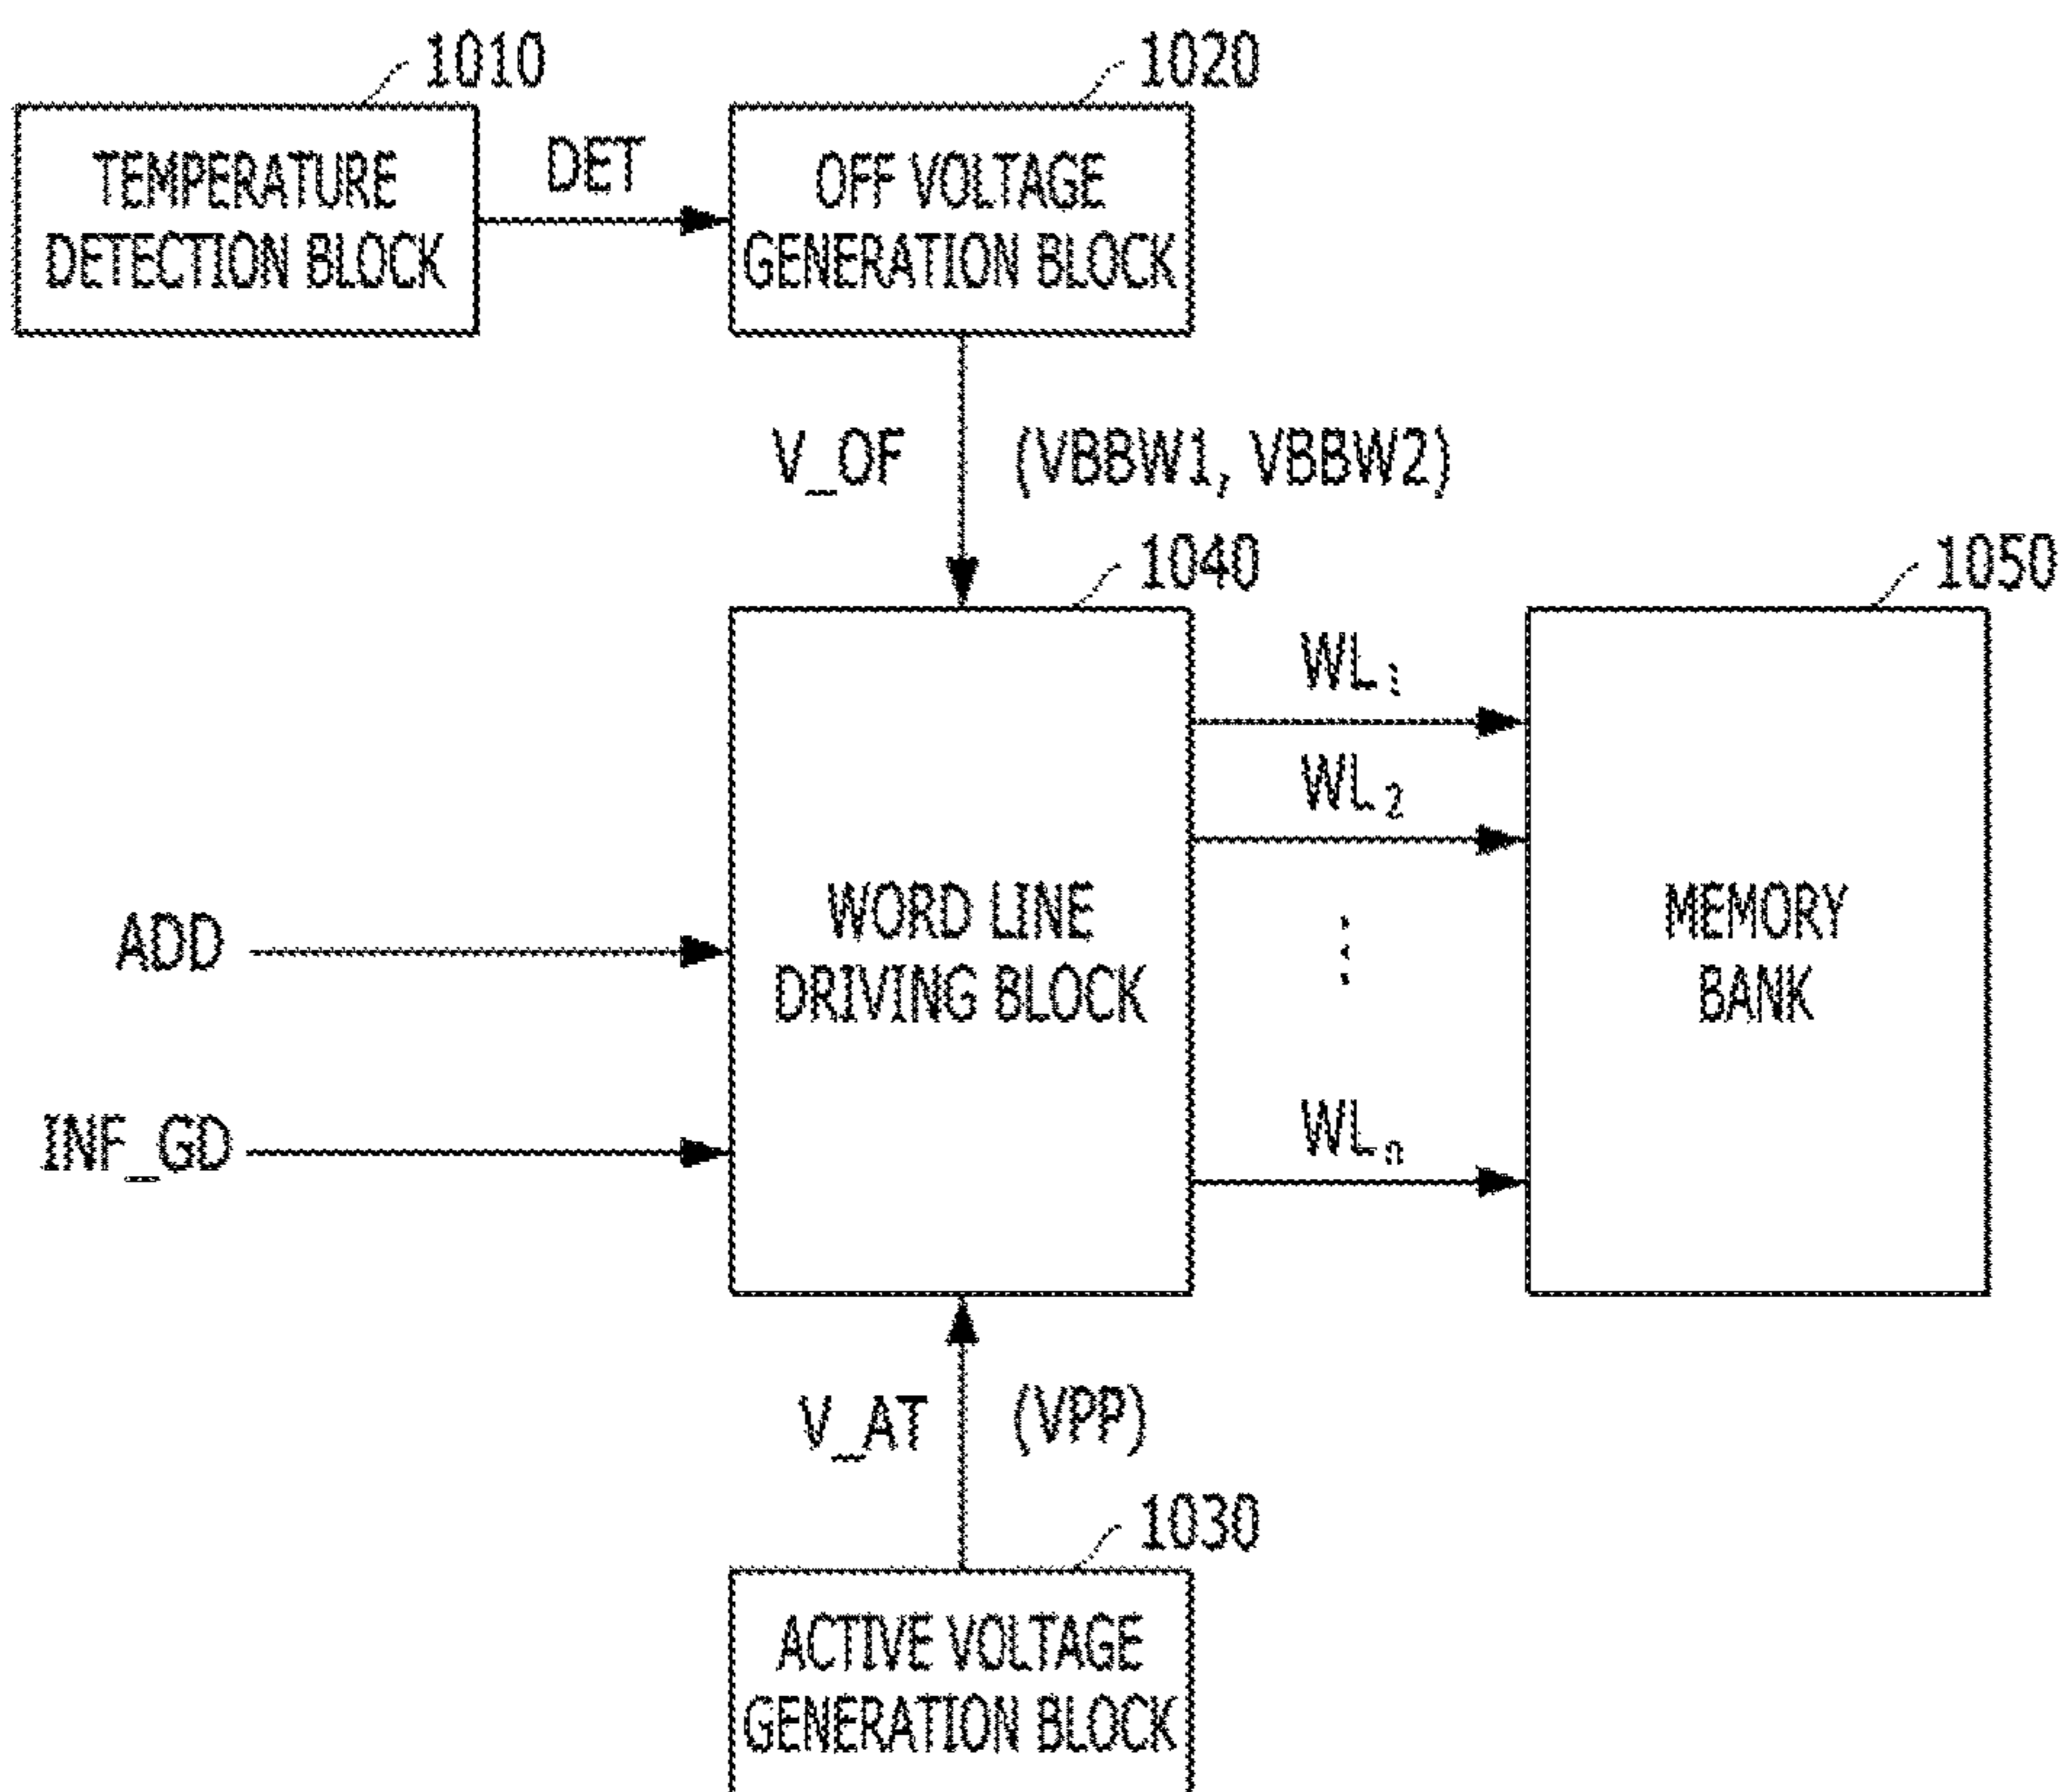 1010
1020
TEMPERATURE
DETECTION BLOCK
DET
OFF VOLTAGE
GENERATION BLOCK
V_OF
(VBBW1, VBBW2)
1040
1050
WL1
WL2
ADD
WORD LINE
DRIVING BLOCK
MEMORY
BANK
INF_GD
WLn
V_AT
(VPP)
1030
ACTIVE VOLTAGE
GENERATION BLOCK